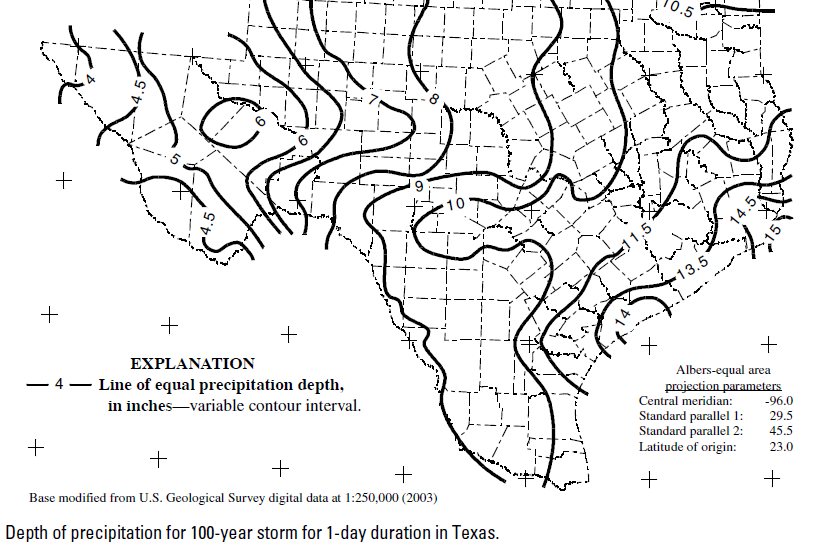 10.5
4
4.5
7
8
6
6
5
9
10
4.5
11.5
14.5
15
13.5
14
EXPLANATION
— 4 — Line of equal precipitation depth,
in inches—variable contour interval.
Albers-equal area
projection parameters
Central meridian: -96.0
Standard parallel 1: 29.5
Standard parallel 2: 45.5
Latitude of origin: 23.0
Base modified from U.S. Geological Survey digital data at 1:250,000 (2003)
Depth of precipitation for 100-year storm for 1-day duration in Texas.